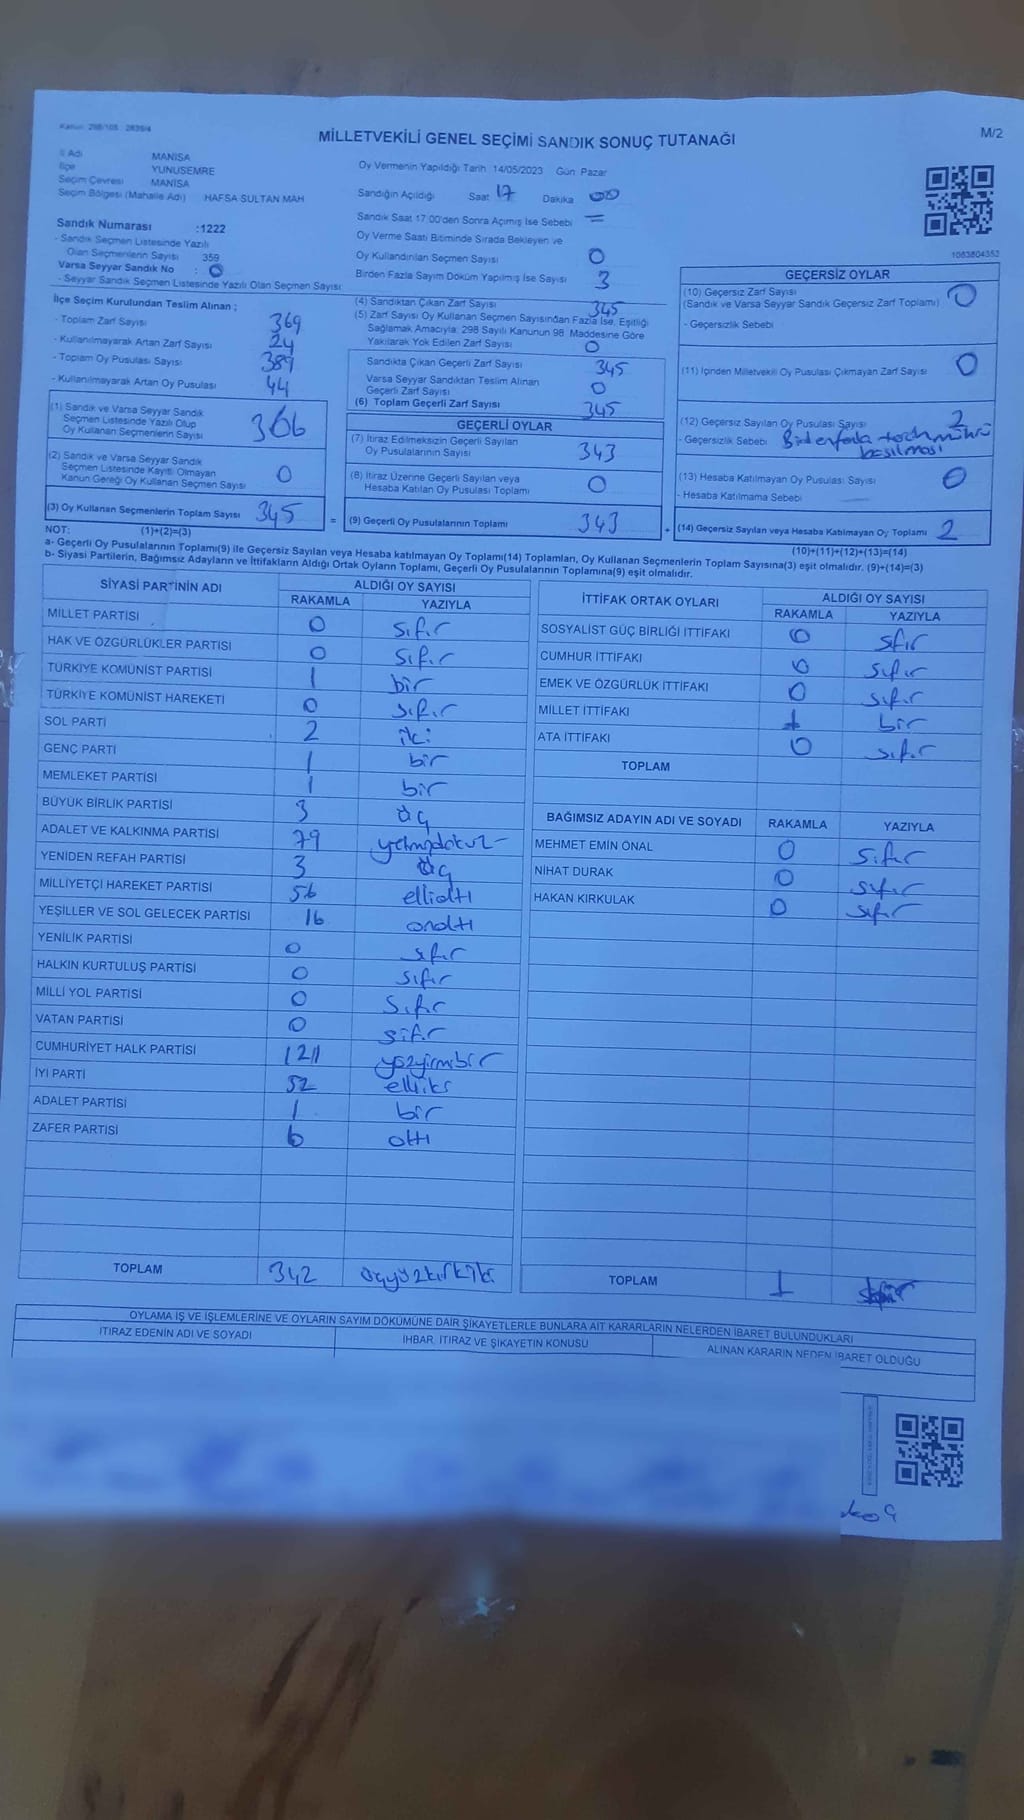 Kanun: 298/105 : 2839/4
MİLLETVEKİLİ GENEL SEÇİMİ SANDIK SONUÇ TUTANAĞI
M/2
İl Adı MANİSA
İlçe YUNUSEMRE
Seçim Çevresi MANİSA
Seçim Bölgesi (Mahalle Adı) HAFSA SULTAN MAH
Oy Vermenin Yapıldığı Tarih 14/05/2023 Gün Pazar
Sandığın Açıldığı Saat 17 Dakika 00
Sandık Saat 17:00'den Sonra Açımış İse Sebebi =
Oy Verme Saati Bitiminde Sırada Bekleyen ve
Oy Kullandırılan Seçmen Sayısı 0
Birden Fazla Sayım Döküm Yapılmış İse Sayısı 3
Sandık Numarası :1222
- Sandık Seçmen Listesinde Yazılı
Olan Seçmenlerin Sayısı 359
Varsa Seyyar Sandık No : 0
- Seyyar Sandık Seçmen Listesinde Yazılı Olan Seçmen Sayısı
1063804353
İlçe Seçim Kurulundan Teslim Alınan ;
- Toplam Zarf Sayısı 369
- Kullanılmayarak Artan Zarf Sayısı 24
- Toplam Oy Pusulası Sayısı 389
- Kullanılmayarak Artan Oy Pusulası 44
(1) Sandık ve Varsa Seyyar Sandık
Seçmen Listesinde Yazılı Olup
Oy Kullanan Seçmenlerin Sayısı 366
(2) Sandık ve Varsa Seyyar Sandık
Seçmen Listesinde Kayıtlı Olmayan
Kanun Gereği Oy Kullanan Seçmen Sayısı 0
(3) Oy Kullanan Seçmenlerin Toplam Sayısı 345
(4) Sandıktan Çıkan Zarf Sayısı 345
(5) Zarf Sayısı Oy Kullanan Seçmen Sayısından Fazla İse, Eşitliği
Sağlamak Amacıyla: 298 Sayılı Kanunun 98. Maddesine Göre
Yakılarak Yok Edilen Zarf Sayısı 0
Sandıkta Çıkan Geçerli Zarf Sayısı 345
Varsa Seyyar Sandıktan Teslim Alınan
Geçerli Zarf Sayısı 0
(6) Toplam Geçerli Zarf Sayısı 345
GEÇERLİ OYLAR
(7) İtiraz Edilmeksizin Geçerli Sayılan
Oy Pusulalarının Sayısı 343
(8) İtiraz Üzerine Geçerli Sayılan veya
Hesaba Katılan Oy Pusulası Toplamı 0
= (9) Geçerli Oy Pusulalarının Toplamı 343
GEÇERSİZ OYLAR
(10) Geçersiz Zarf Sayısı
(Sandık ve Varsa Seyyar Sandık Geçersiz Zarf Toplamı) 0
- Geçersizlik Sebebi
(11) İçinden Milletvekili Oy Pusulası Çıkmayan Zarf Sayısı 0
(12) Geçersiz Sayılan Oy Pusulası Sayısı 2
- Geçersizlik Sebebi Birden fazla tercih mührü
basılması
(13) Hesaba Katılmayan Oy Pusulası Sayısı 0
- Hesaba Katılmama Sebebi
+ (14) Geçersiz Sayılan veya Hesaba Katılmayan Oy Toplamı 2
NOT: (1)+(2)=(3)
(10)+(11)+(12)+(13)=(14)
a- Geçerli Oy Pusulalarının Toplamı(9) ile Geçersiz Sayılan veya Hesaba katılmayan Oy Toplamı(14) Toplamları, Oy Kullanan Seçmenlerin Toplam Sayısına(3) eşit olmalıdır. (9)+(14)=(3)
b- Siyasi Partilerin, Bağımsız Adayların ve İttifakların Aldığı Ortak Oyların Toplamı, Geçerli Oy Pusulalarının Toplamına(9) eşit olmalıdır.
SİYASİ PARTİNİN ADI ALDIĞI OY SAYISI
RAKAMLA YAZIYLA
MİLLET PARTİSİ 0 sıfır
HAK VE ÖZGÜRLÜKLER PARTİSİ 0 sıfır
TÜRKİYE KOMÜNİST PARTİSİ 1 bir
TÜRKİYE KOMÜNİST HAREKETİ 0 sıfır
SOL PARTİ 2 iki
GENÇ PARTİ 1 bir
MEMLEKET PARTİSİ 1 bir
BÜYÜK BİRLİK PARTİSİ 3 üç
ADALET VE KALKINMA PARTİSİ 79 yetmişdokuz
YENİDEN REFAH PARTİSİ 3 üç
MİLLİYETÇİ HAREKET PARTİSİ 56 ellialtı
YEŞİLLER VE SOL GELECEK PARTİSİ 16 onaltı
YENİLİK PARTİSİ 0 sıfır
HALKIN KURTULUŞ PARTİSİ 0 sıfır
MİLLİ YOL PARTİSİ 0 sıfır
VATAN PARTİSİ 0 sıfır
CUMHURİYET HALK PARTİSİ 121 yüzyirmibir
İYİ PARTİ 52 elliiki
ADALET PARTİSİ 1 bir
ZAFER PARTİSİ 6 altı
TOPLAM 342 üçyüzkırkiki
İTTİFAK ORTAK OYLARI ALDIĞI OY SAYISI
RAKAMLA YAZIYLA
SOSYALİST GÜÇ BİRLİĞİ İTTİFAKI 0 sıfır
CUMHUR İTTİFAKI 0 sıfır
EMEK VE ÖZGÜRLÜK İTTİFAKI 0 sıfır
MİLLET İTTİFAKI 1 bir
ATA İTTİFAKI 0 sıfır
TOPLAM
BAĞIMSIZ ADAYIN ADI VE SOYADI RAKAMLA YAZIYLA
MEHMET EMİN ÖNAL 0 sıfır
NİHAT DURAK 0 sıfır
HAKAN KIRKULAK 0 sıfır
TOPLAM 1
OYLAMA İŞ VE İŞLEMLERİNE VE OYLARIN SAYIM DÖKÜMÜNE DAİR ŞİKAYETLERLE BUNLARA AİT KARARLARIN NELERDEN İBARET BULUNDUKLARI
İTİRAZ EDENİN ADI VE SOYADI İHBAR, İTİRAZ VE ŞİKAYETİN KONUSU ALINAN KARARIN NEDEN İBARET OLDUĞU